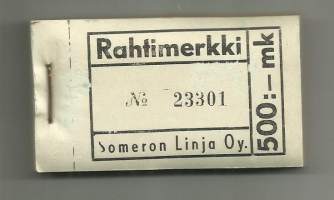 Rahtimerkki
№ 23301
Someron Linja Oy.
500:– mk